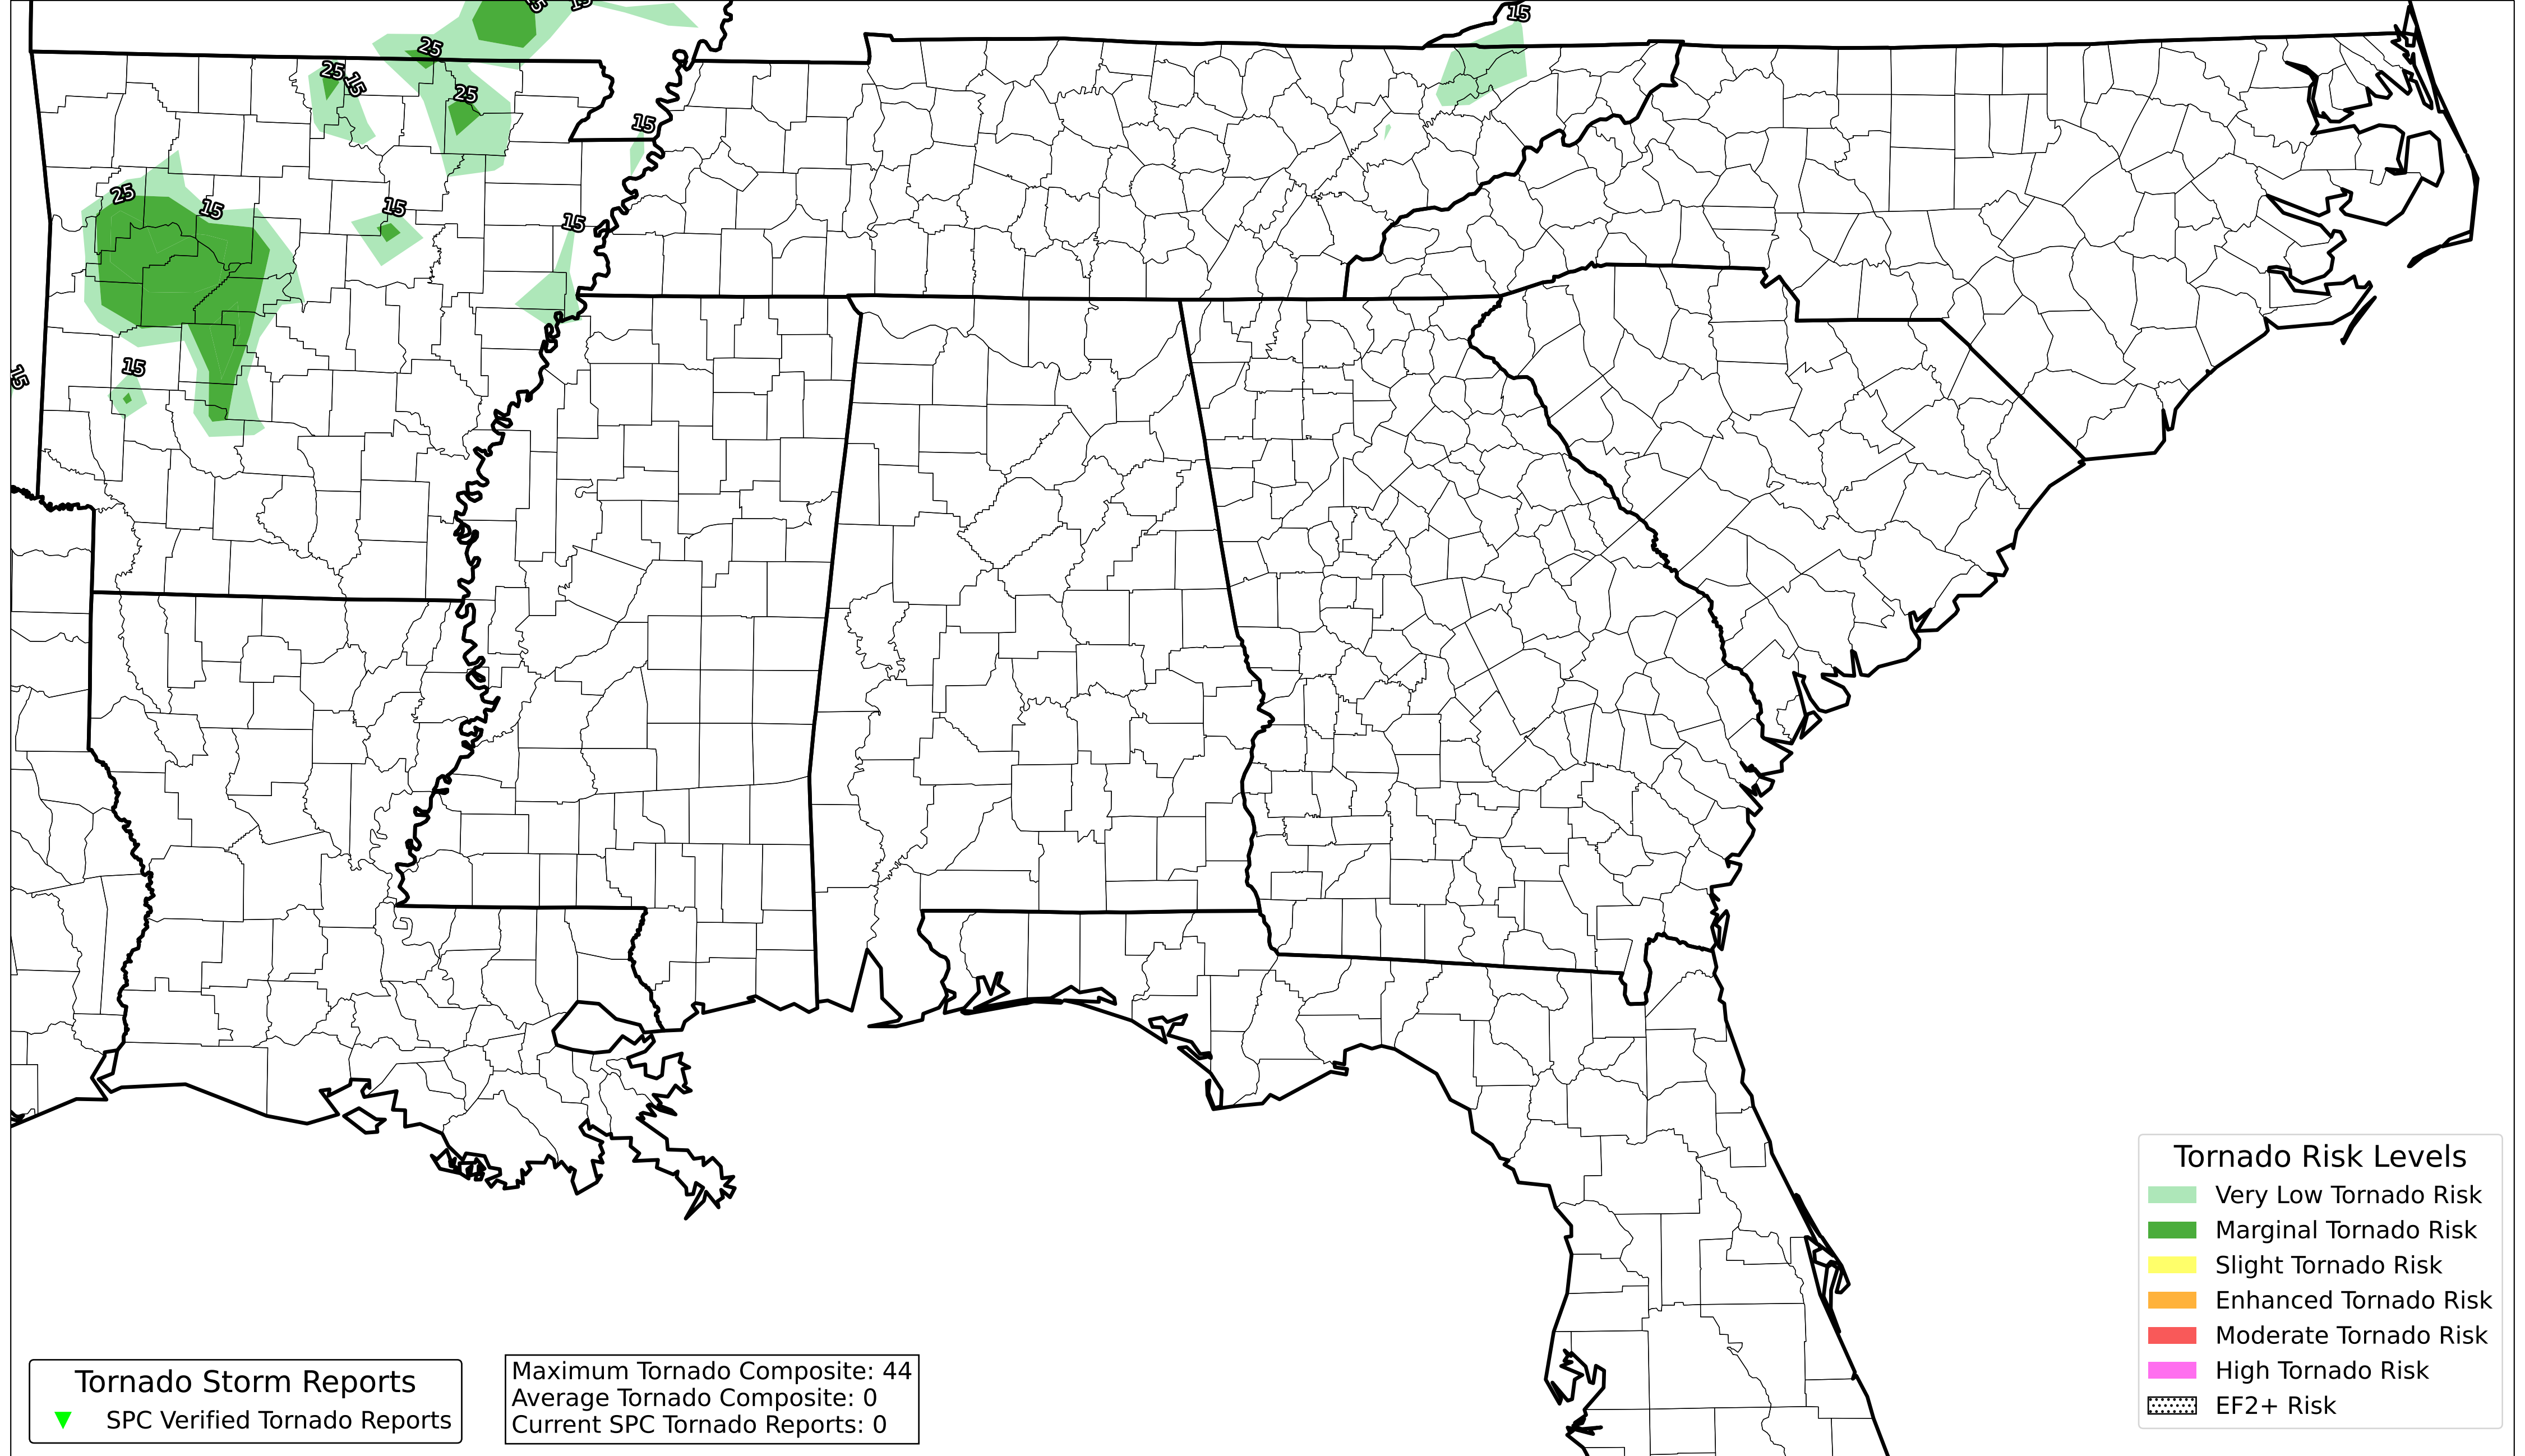 15
15
15
25
25
15
25
15
25
15
15
15
15
15
Tornado Risk Levels
Very Low Tornado Risk
Marginal Tornado Risk
Slight Tornado Risk
Enhanced Tornado Risk
Moderate Tornado Risk
High Tornado Risk
EF2+ Risk
Tornado Storm Reports
SPC Verified Tornado Reports
Maximum Tornado Composite: 44
Average Tornado Composite: 0
Current SPC Tornado Reports: 0